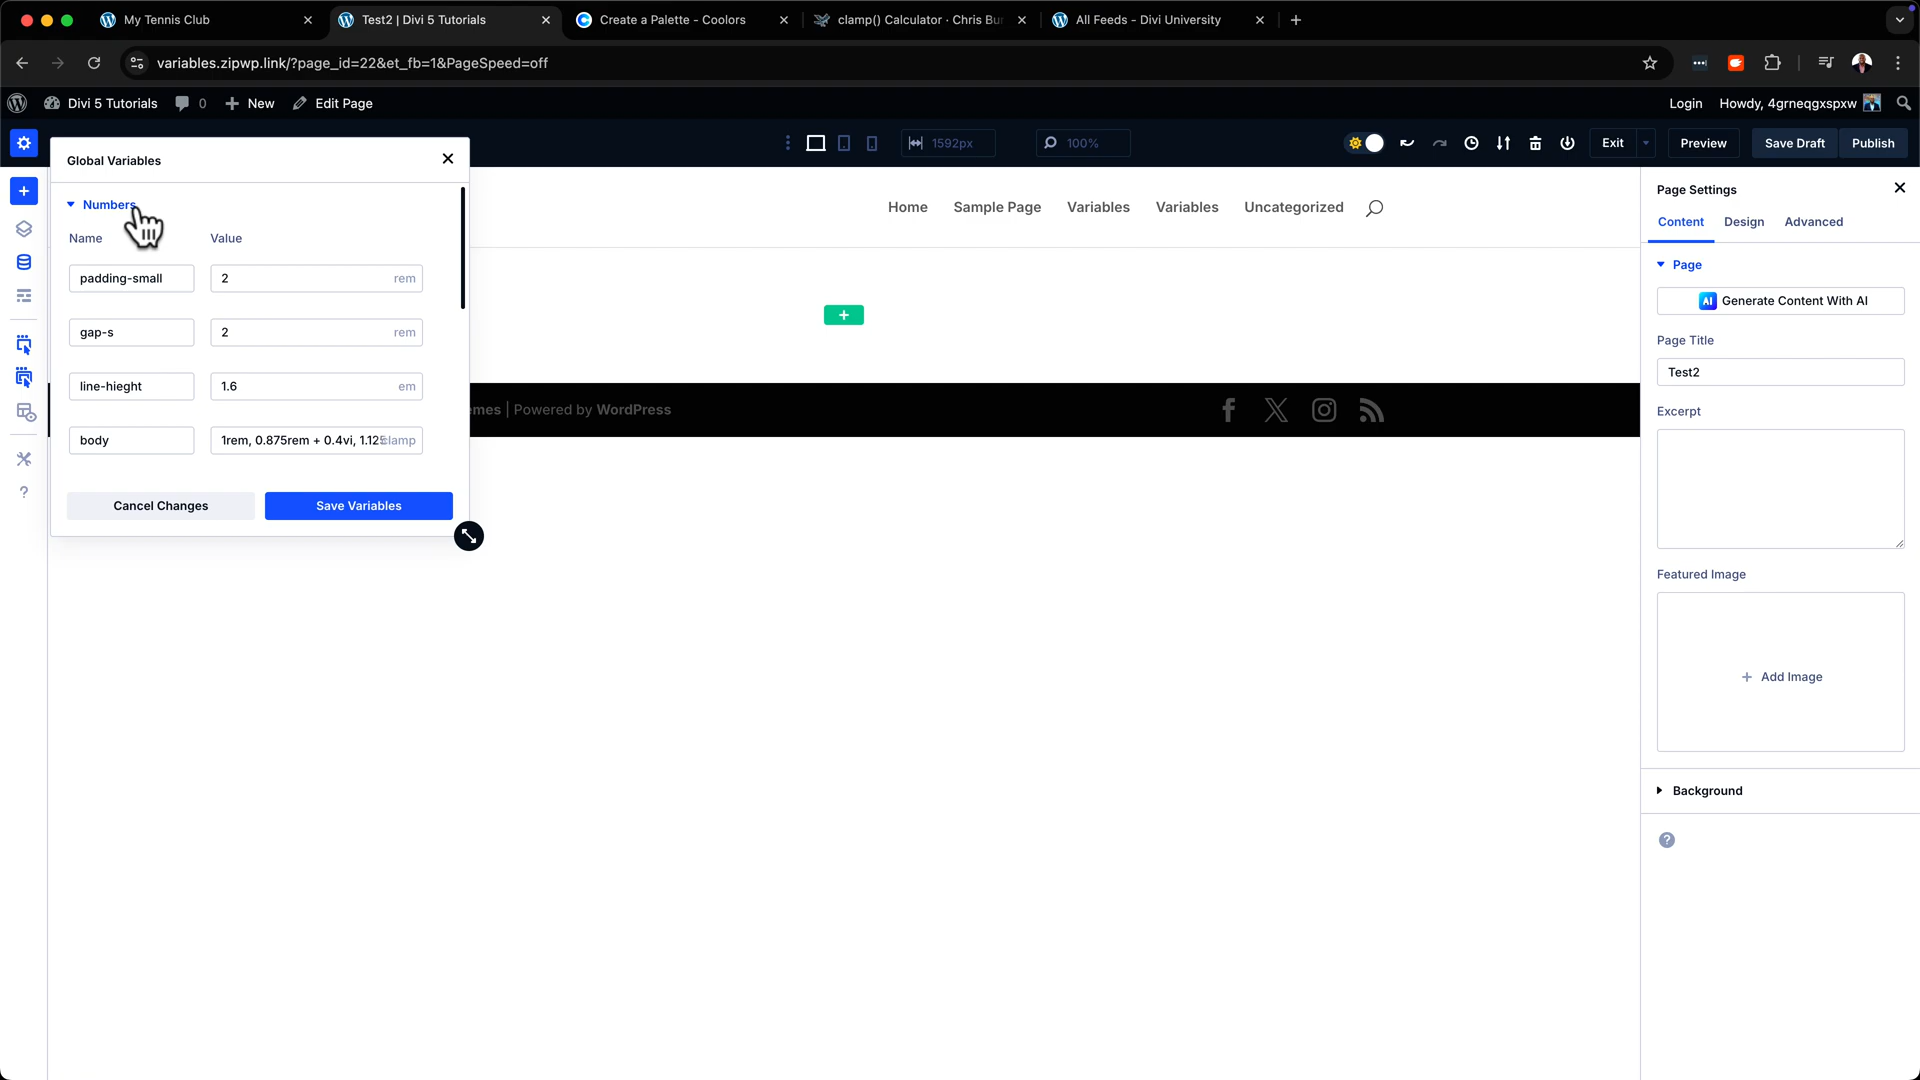 My Tennis Club
Test2 | Divi 5 Tutorials
Create a Palette - Coolors
clamp() Calculator · Chris Bur
All Feeds - Divi University
variables.zipwp.link/?page_id=22&et_fb=1&PageSpeed=off
Divi 5 Tutorials
0
New
Edit Page
Login
Howdy, 4grneqgxspxw
1592px
100%
Exit
Preview
Save Draft
Publish
Global Variables
Numbers
Name
Value
padding-small
2
rem
gap-s
2
rem
line-hieght
1.6
em
body
1rem, 0.875rem + 0.4vi, 1.125
clamp
Cancel Changes
Save Variables
Home
Sample Page
Variables
Variables
Uncategorized
emes | Powered by WordPress
Page Settings
Content
Design
Advanced
Page
AI Generate Content With AI
Page Title
Test2
Excerpt
Featured Image
Add Image
Background